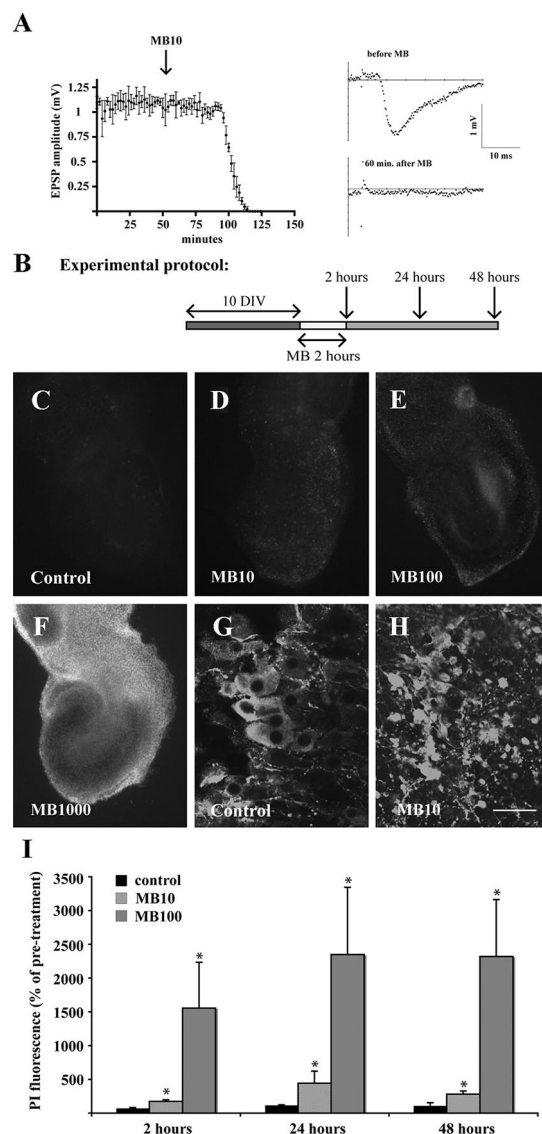 A
MB10
EPSP amplitude (mV)
1.25
1
0.75
0.5
0.25
25 50 75 100 125 150
minutes
before MB
1 mV
10 ms
60 min. after MB
B Experimental protocol:
2 hours 24 hours 48 hours
10 DIV
MB 2 hours
C
Control
D
MB10
E
MB100
F
MB1000
G
Control
H
MB10
I
PI fluorescence (% of pre-treatment)
3500
3000
2500
2000
1500
1000
500
control
MB10
MB100
* * * * * *
2 hours 24 hours 48 hours